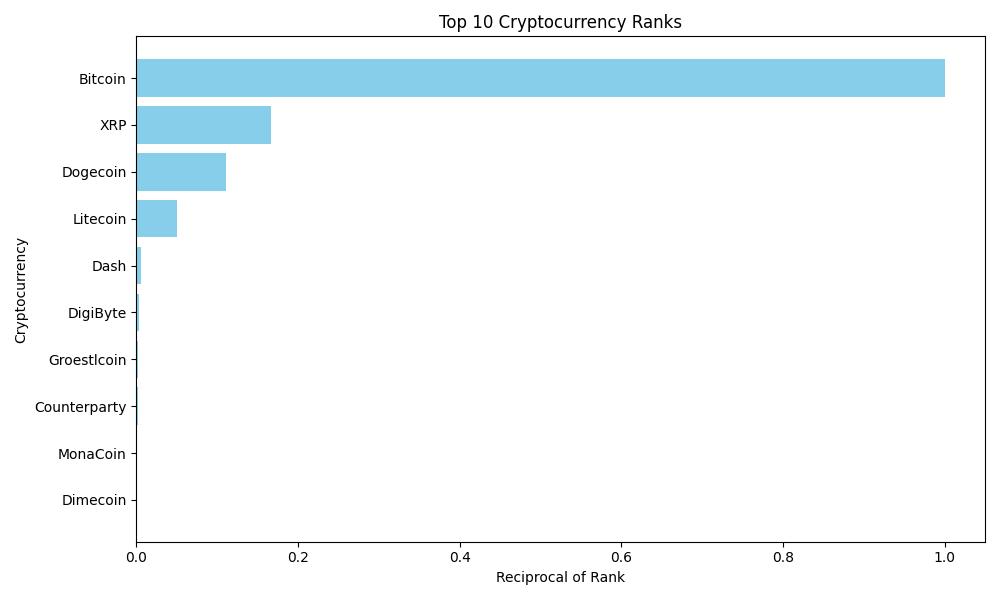 Top 10 Cryptocurrency Ranks
Cryptocurrency
Bitcoin
XRP
Dogecoin
Litecoin
Dash
DigiByte
Groestlcoin
Counterparty
MonaCoin
Dimecoin
0.0 0.2 0.4 0.6 0.8 1.0
Reciprocal of Rank